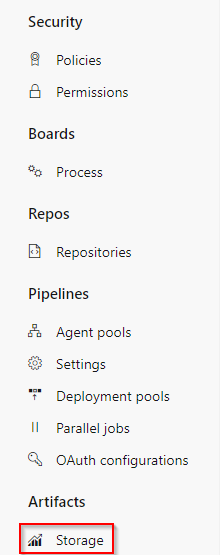 Security
Policies
Permissions
Boards
Process
Repos
Repositories
Pipelines
Agent pools
Settings
Deployment pools
Parallel jobs
OAuth configurations
Artifacts
Storage